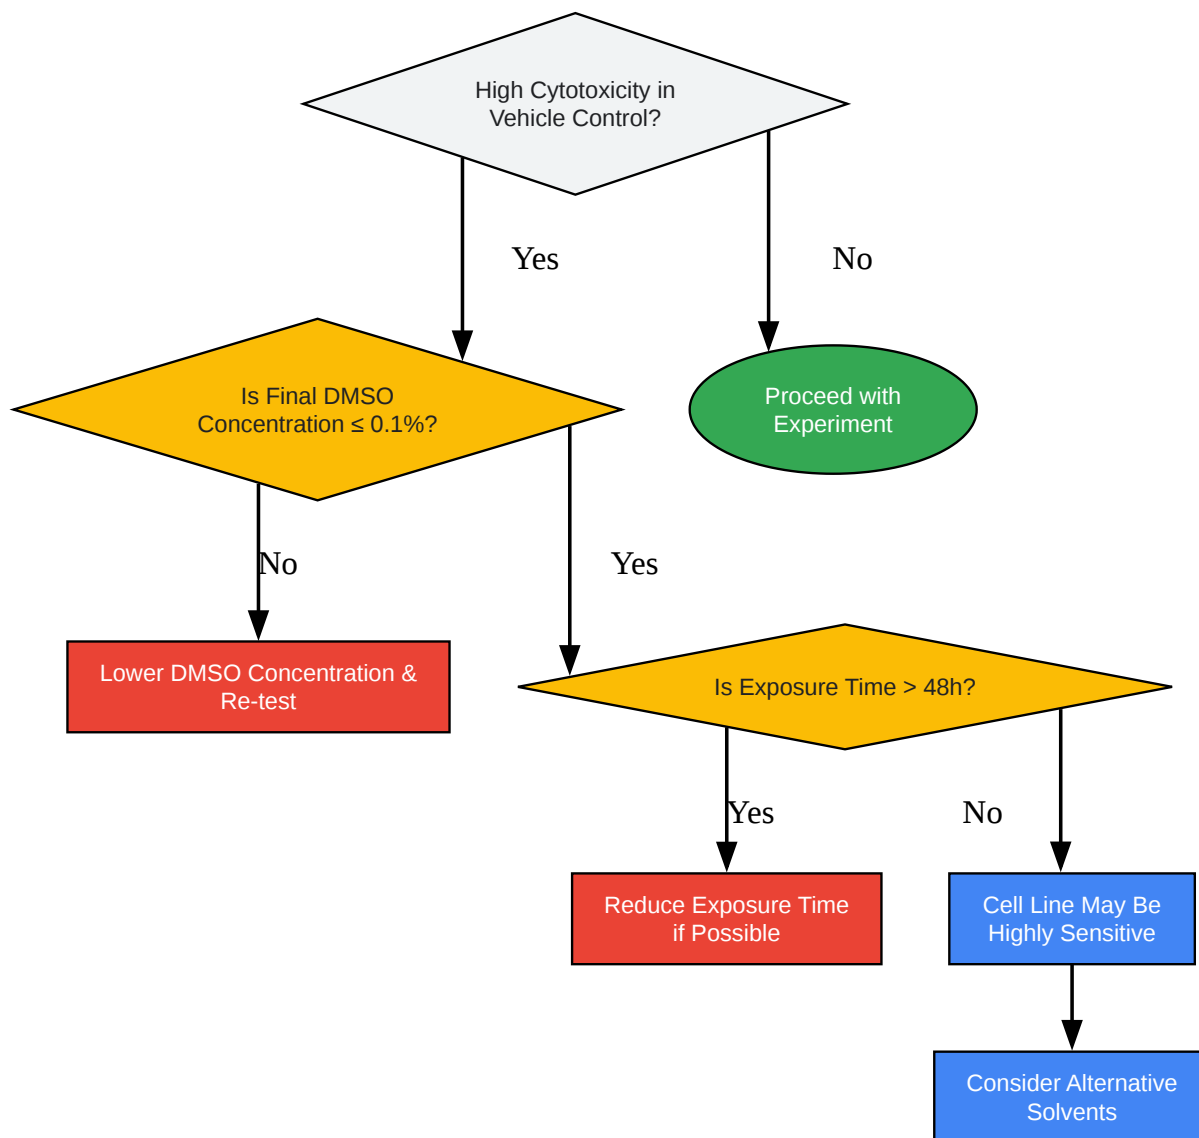 High Cytotoxicity in
Vehicle Control?
Yes
No
Is Final DMSO
Concentration ≤ 0.1%?
Proceed with
Experiment
No
Yes
Lower DMSO Concentration &
Re-test
Is Exposure Time > 48h?
Yes
No
Reduce Exposure Time
if Possible
Cell Line May Be
Highly Sensitive
Consider Alternative
Solvents